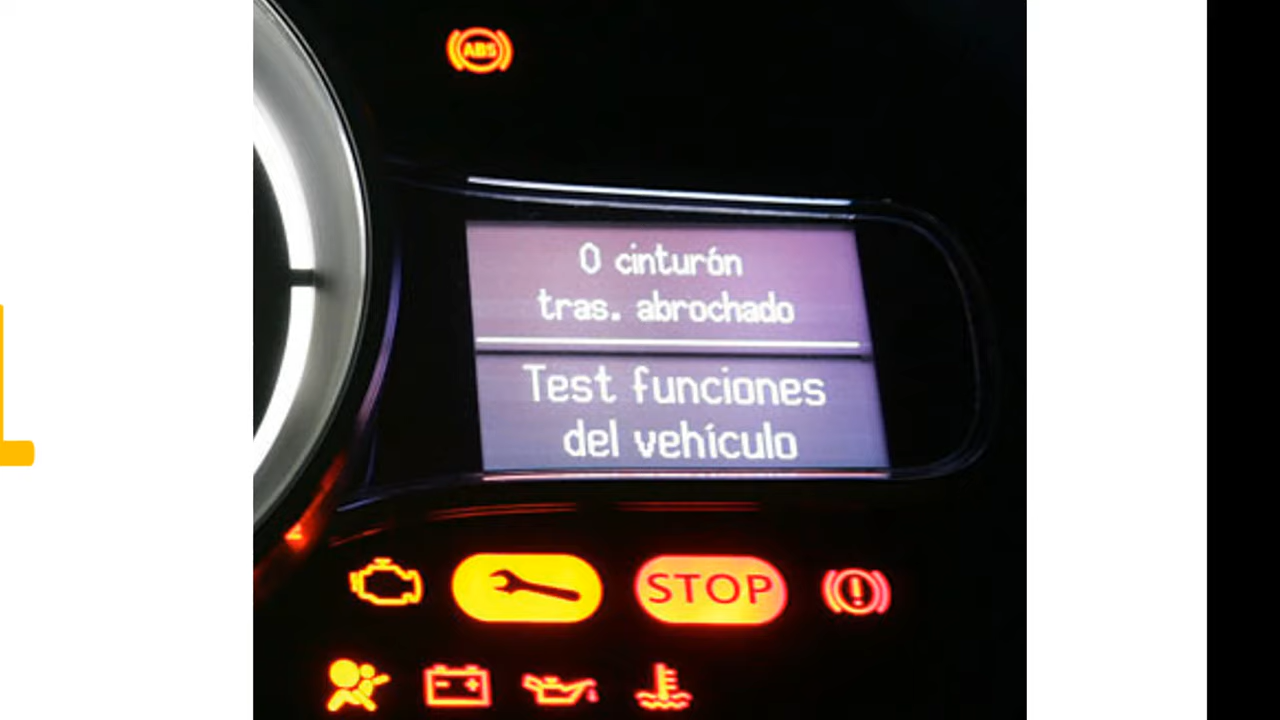 ABS
0 cinturón
tras. abrochado
Test funciones
del vehículo
STOP